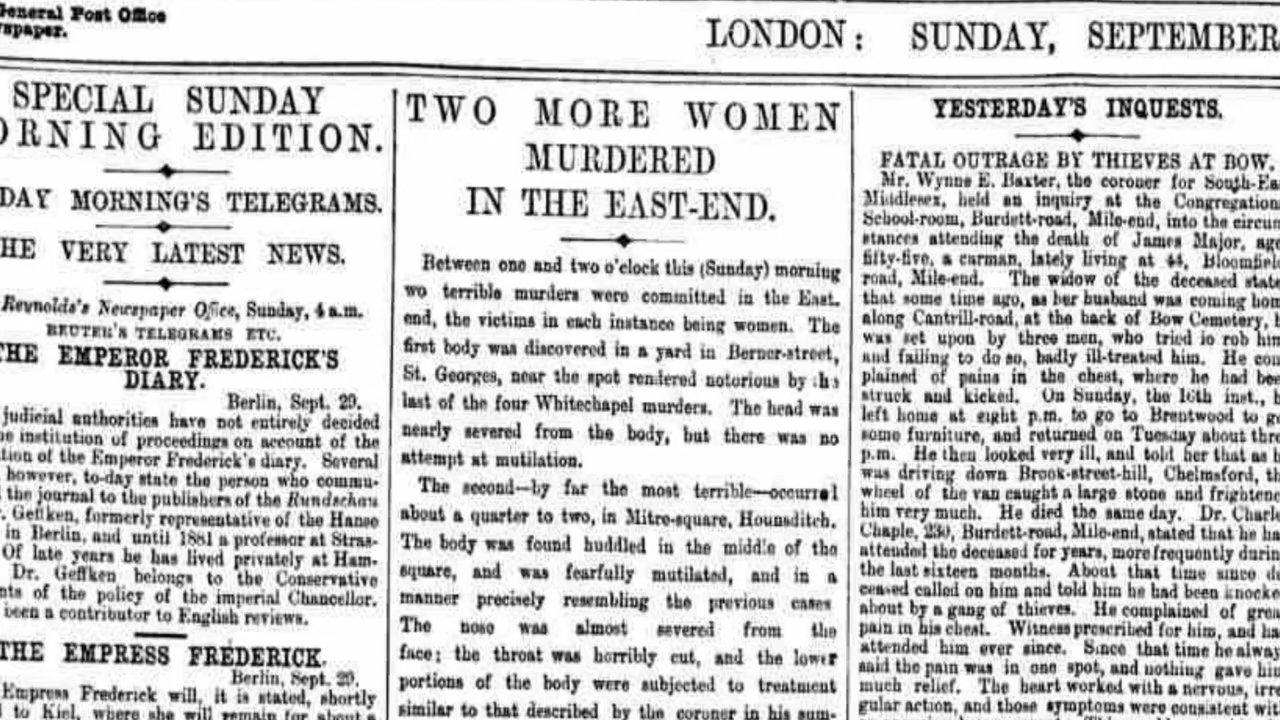 General Post Office
spaper.
LONDON: SUNDAY, SEPTEMBER
SPECIAL SUNDAY
ORNING EDITION.
DAY MORNING'S TELEGRAMS.
HE VERY LATEST NEWS.
Reynolds's Newspaper Office, Sunday, 4 a.m.
REUTER'S TELEGRAMS ETC.
THE EMPEROR FREDERICK'S
DIARY.
Berlin, Sept. 29.
judicial authorities have not entirely decided
institution of proceedings on account of the
tion of the Emperor Frederick's diary. Several
however, to-day state the person who commu-
the journal to the publishers of the Rundschau
Geffken, formerly representative of the Hanse
in Berlin, and until 1881 a professor at Stras-
Of late years he has lived privately at Ham-
Dr. Geffken belongs to the Conservative
nts of the policy of the imperial Chancellor.
been a contributor to English reviews.
THE EMPRESS FREDERICK.
Berlin, Sept. 29.
Empress Frederick will, it is stated, shortly
to Kiel, where she will remain for about a
TWO MORE WOMEN
MURDERED
IN THE EAST-END.
Between one and two o'clock this (Sunday) morning
wo terrible murders were committed in the East.
end, the victims in each instance being women. The
first body was discovered in a yard in Berner-street,
St. Georges, near the spot rendered notorious by the
last of the four Whitechapel murders. The head was
nearly severed from the body, but there was no
attempt at mutilation.
The second—by far the most terrible—occurred
about a quarter to two, in Mitre-square, Hounsditch.
The body was found huddled in the middle of the
square, and was fearfully mutilated, and in a
manner precisely resembling the previous cases
The nose was almost severed from the
face; the throat was horribly cut, and the lower
portions of the body were subjected to treatment
similar to that described by the coroner in his sum-
YESTERDAY'S INQUESTS.
FATAL OUTRAGE BY THIEVES AT BOW.
Mr. Wynne E. Baxter, the coroner for South-Eas
Middlesex, held an inquiry at the Congregation
School-room, Burdett-road, Mile-end, into the circum
stances attending the death of James Major, age
fifty-five, a carman, lately living at 44, Bloomfield
road, Mile-end. The widow of the deceased state
that some time ago, as her husband was coming hom
along Cantrill-road, at the back of Bow Cemetery, h
was set upon by three men, who tried to rob him
and failing to do so, badly ill-treated him. He com
plained of pains in the chest, where he had bee
struck and kicked. On Sunday, the 16th inst., h
left home at eight p.m. to go to Brentwood to ge
some furniture, and returned on Tuesday about thre
p.m. He then looked very ill, and told her that as h
was driving down Brook-street-hill, Chelmsford, th
wheel of the van caught a large stone and frightene
him very much. He died the same day. Dr. Charle
Chaple, 230, Burdett-road, Mile-end, stated that he ha
attended the deceased for years, more frequently durin
the last sixteen months. About that time since de
ceased called on him and told him he had been knocke
about by a gang of thieves. He complained of grea
pain in his chest. Witness prescribed for him, and ha
attended him ever since. Since that time he alway
said the pain was in one spot, and nothing gave him
much relief. The heart worked with a nervous, irre
gular action, and those symptoms were consistent wit